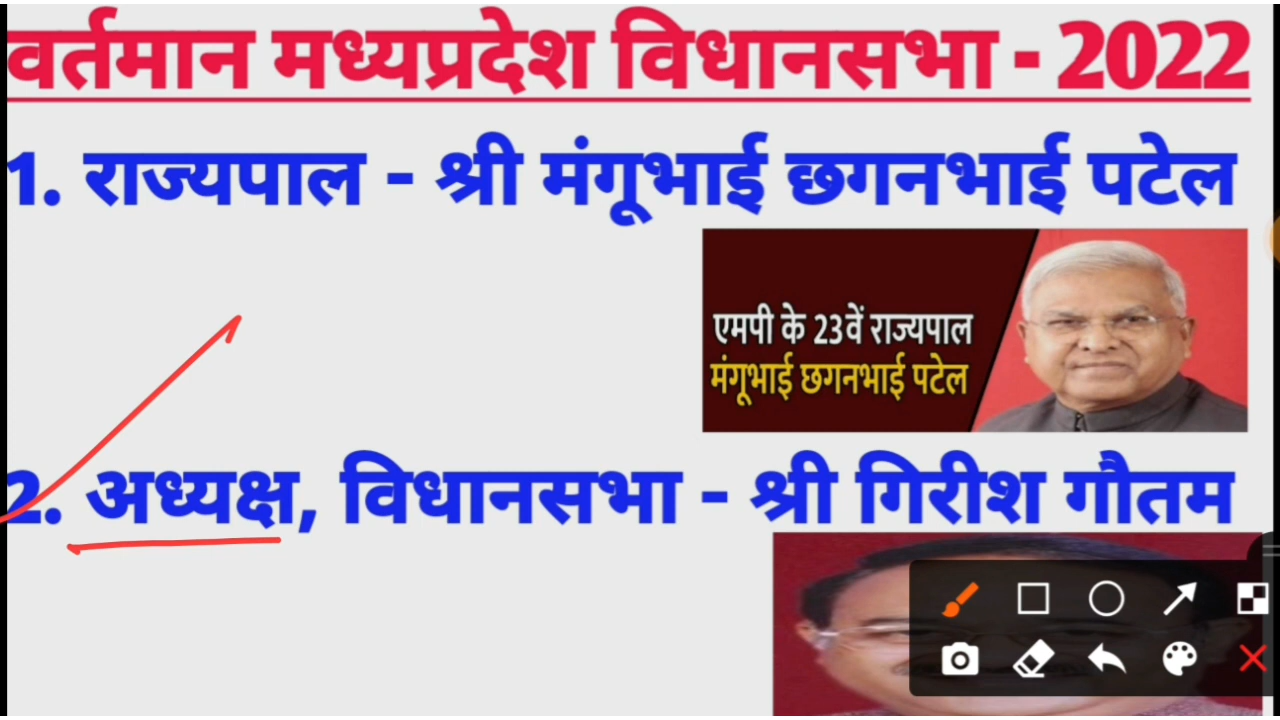 वर्तमान मध्यप्रदेश विधानसभा - 2022
1. राज्यपाल - श्री मंगूभाई छगनभाई पटेल
एमपी के 23वें राज्यपाल
मंगूभाई छगनभाई पटेल
2. अध्यक्ष, विधानसभा - श्री गिरीश गौतम